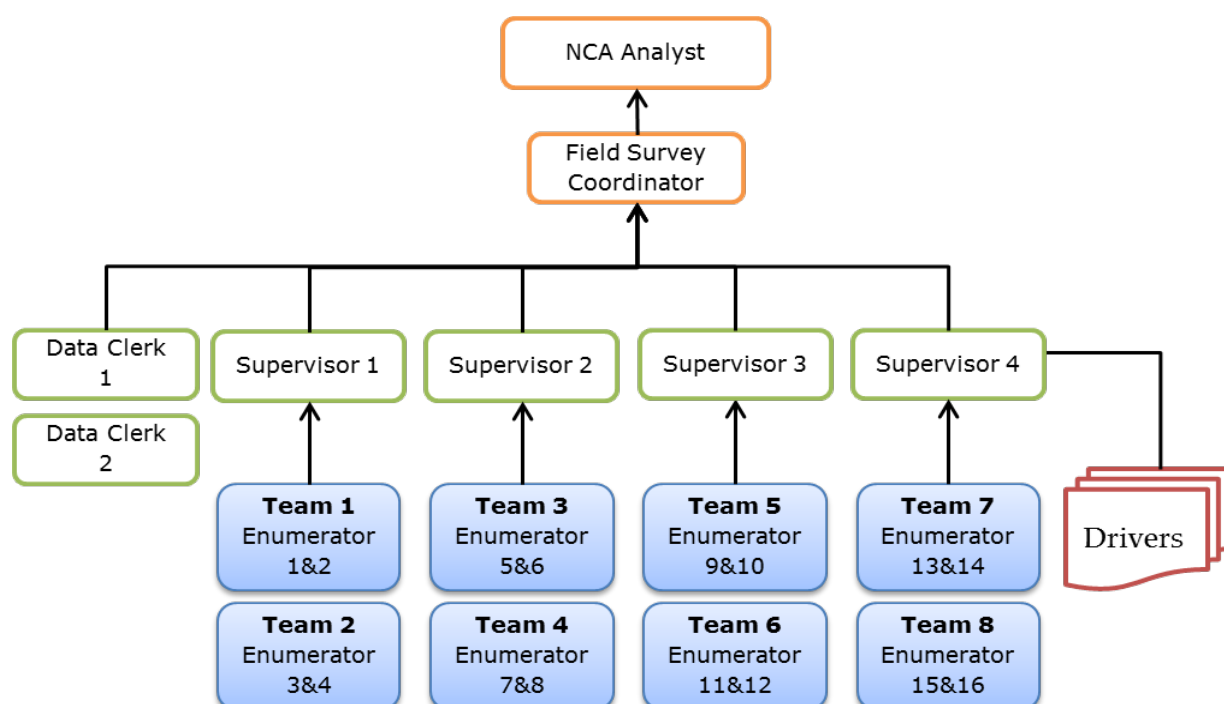 NCA Analyst
Field Survey
Coordinator
Data Clerk
1
Supervisor 1
Supervisor 2
Supervisor 3
Supervisor 4
Data Clerk
2
Team 1
Enumerator
1&2
Team 3
Enumerator
5&6
Team 5
Enumerator
9&10
Team 7
Enumerator
13&14
Drivers
Team 2
Enumerator
3&4
Team 4
Enumerator
7&8
Team 6
Enumerator
11&12
Team 8
Enumerator
15&16